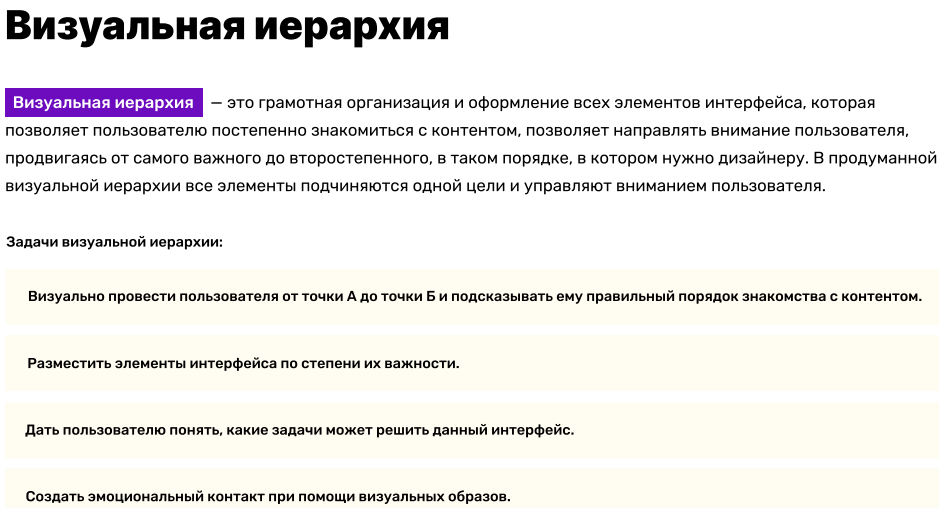 Визуальная иерархия
Визуальная иерархия — это грамотная организация и оформление всех элементов интерфейса, которая
позволяет пользователю постепенно знакомиться с контентом, позволяет направлять внимание пользователя,
продвигаясь от самого важного до второстепенного, в таком порядке, в котором нужно дизайнеру. В продуманной
визуальной иерархии все элементы подчиняются одной цели и управляют вниманием пользователя.
Задачи визуальной иерархии:
Визуально провести пользователя от точки А до точки Б и подсказывать ему правильный порядок знакомства с контентом.
Разместить элементы интерфейса по степени их важности.
Дать пользователю понять, какие задачи может решить данный интерфейс.
Создать эмоциональный контакт при помощи визуальных образов.